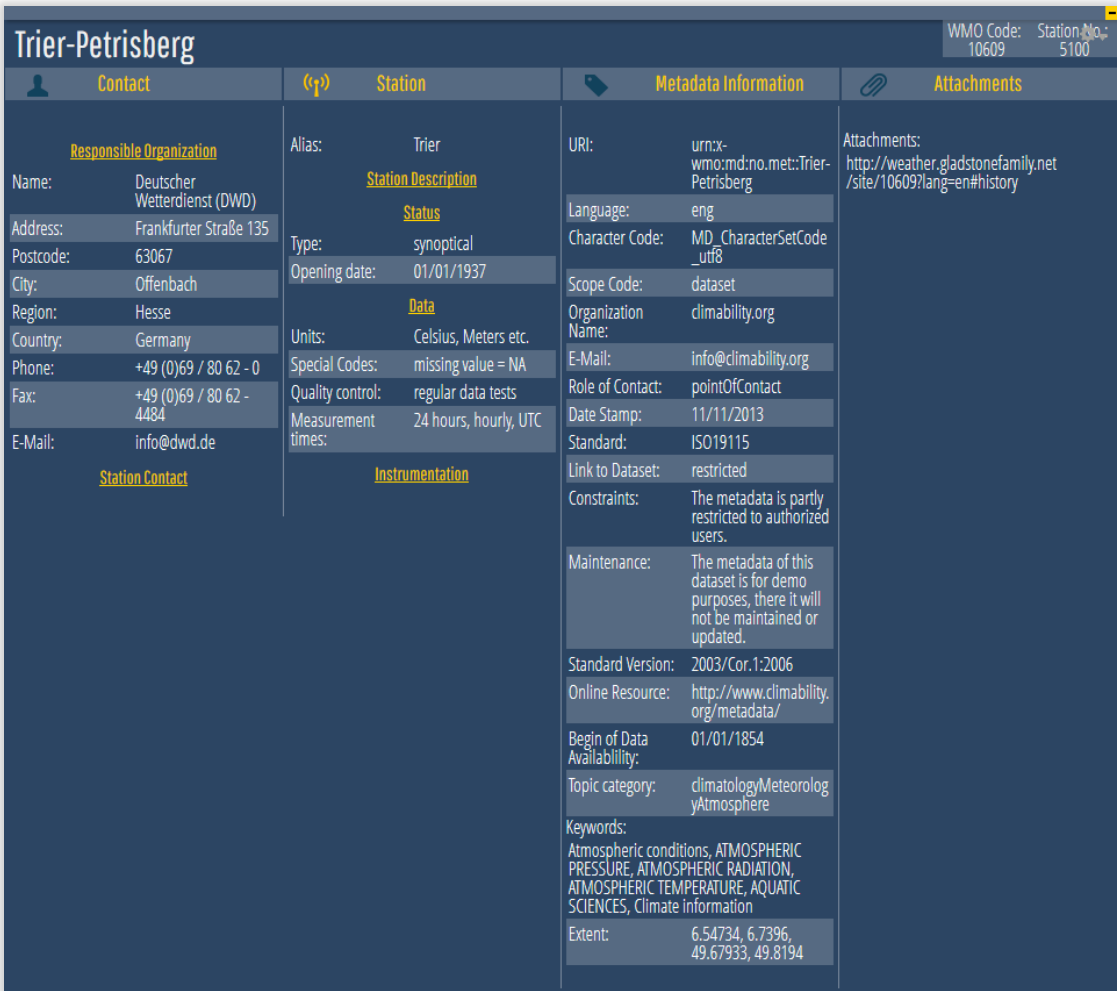 Trier-Petrisberg
WMO Code:
10609
Station No.:
5100
Contact
Responsible Organization
Name: Deutscher
Wetterdienst (DWD)
Address: Frankfurter Straße 135
Postcode: 63067
City: Offenbach
Region: Hesse
Country: Germany
Phone: +49 (0)69 / 80 62 - 0
Fax: +49 (0)69 / 80 62 -
4484
E-Mail: info@dwd.de
Station Contact
Station
Alias: Trier
Station Description
Status
Type: synoptical
Opening date: 01/01/1937
Data
Units: Celsius, Meters etc.
Special Codes: missing value = NA
Quality control: regular data tests
Measurement
times:
24 hours, hourly, UTC
Instrumentation
Metadata Information
URI: urn:x-
wmo:md:no.met::Trier-
Petrisberg
Language: eng
Character Code: MD_CharacterSetCode
_utf8
Scope Code: dataset
Organization
Name:
climability.org
E-Mail: info@climability.org
Role of Contact: pointOfContact
Date Stamp: 11/11/2013
Standard: ISO19115
Link to Dataset: restricted
Constraints: The metadata is partly
restricted to authorized
users.
Maintenance: The metadata of this
dataset is for demo
purposes, there it will
not be maintained or
updated.
Standard Version: 2003/Cor.1:2006
Online Resource: http://www.climability.
org/metadata/
Begin of Data
Availablility:
01/01/1854
Topic category: climatologyMeteorolog
yAtmosphere
Keywords:
Atmospheric conditions, ATMOSPHERIC
PRESSURE, ATMOSPHERIC RADIATION,
ATMOSPHERIC TEMPERATURE, AQUATIC
SCIENCES, Climate information
Extent: 6.54734, 6.7396,
49.67933, 49.8194
Attachments
Attachments:
http://weather.gladstonefamily.net
/site/10609?lang=en#history